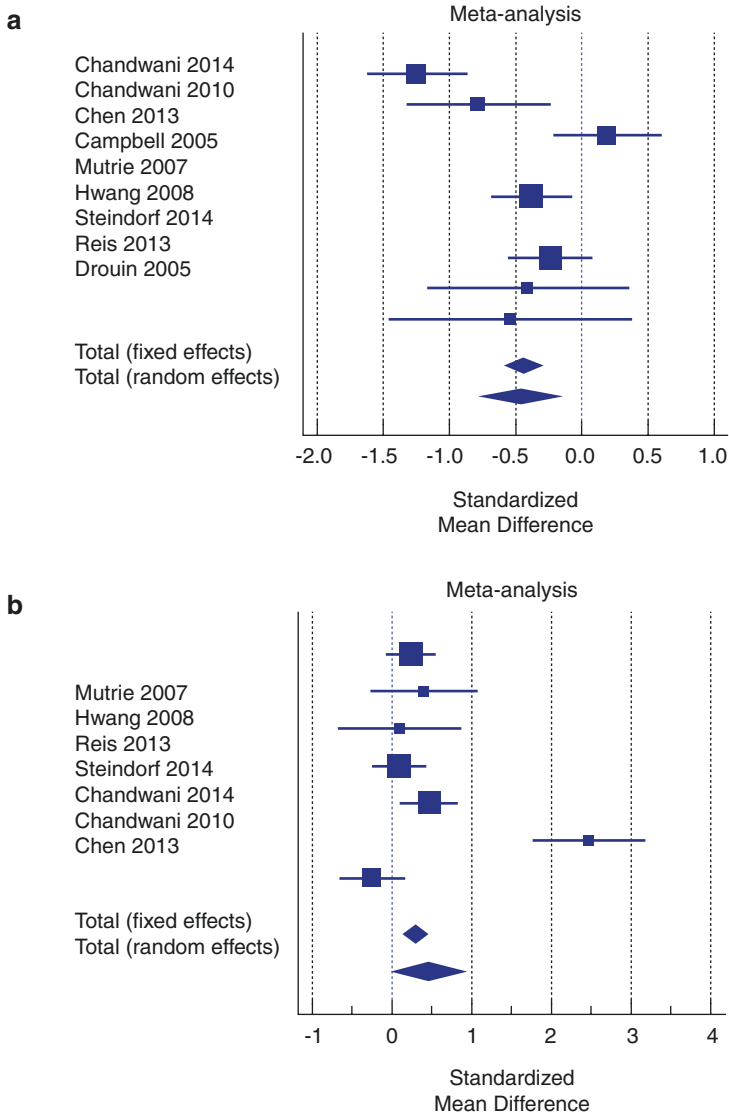 a
Meta-analysis
Chandwani 2014
Chandwani 2010
Chen 2013
Campbell 2005
Mutrie 2007
Hwang 2008
Steindorf 2014
Reis 2013
Drouin 2005
Total (fixed effects)
Total (random effects)
-2.0 -1.5 -1.0 -0.5 0.0 0.5 1.0
Standardized
Mean Difference
b
Meta-analysis
Mutrie 2007
Hwang 2008
Reis 2013
Steindorf 2014
Chandwani 2014
Chandwani 2010
Chen 2013
Total (fixed effects)
Total (random effects)
-1 0 1 2 3 4
Standardized
Mean Difference